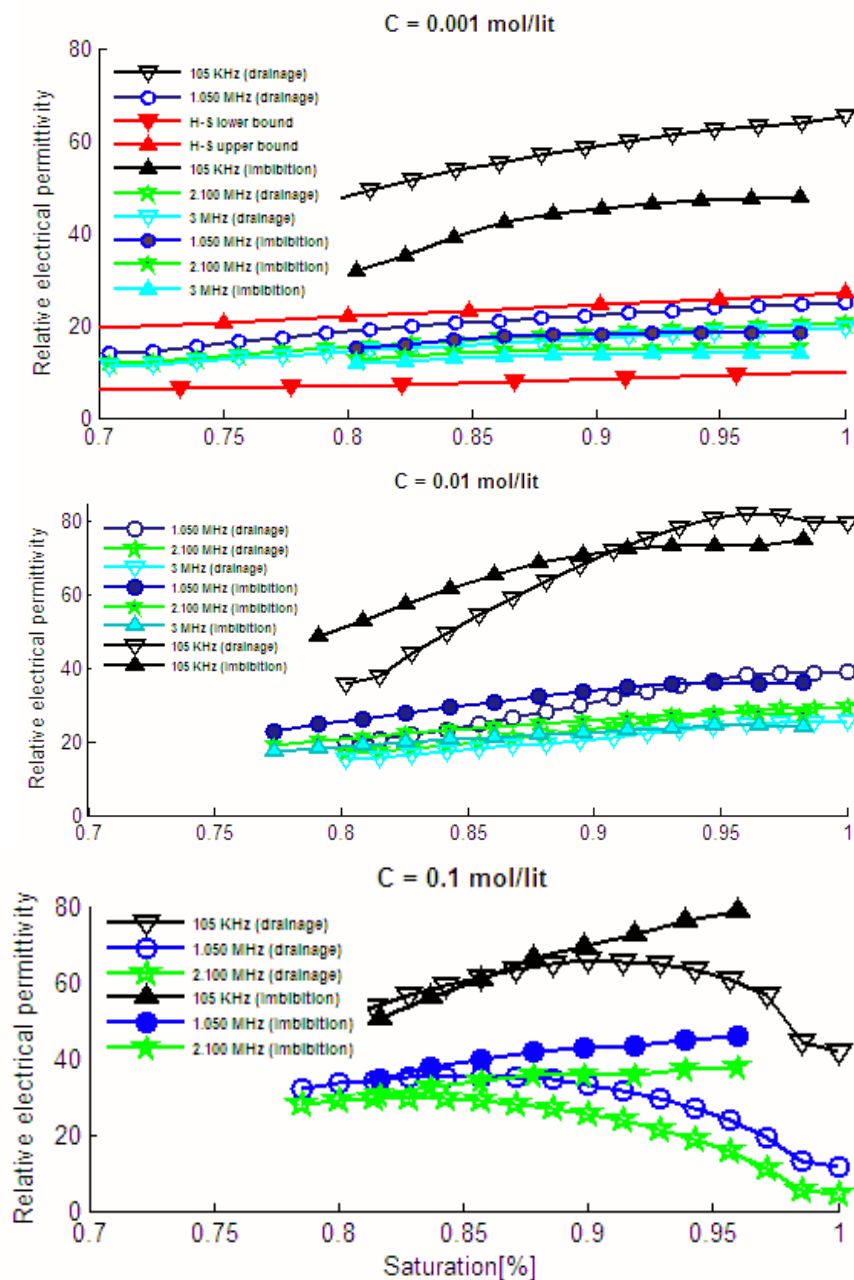 C = 0.001 mol/lit
Relative electrical permittivity
80
60
40
20
0
105 KHz (drainage)
1.050 MHz (drainage)
H-S lower bound
H-S upper bound
105 KHz (imbibition)
2.100 MHz (drainage)
3 MHz (drainage)
1.050 MHz (imbibition)
2.100 MHz (imbibition)
3 MHz (imbibition)
0.7 0.75 0.8 0.85 0.9 0.95 1
C = 0.01 mol/lit
Relative electrical permittivity
80
60
40
20
0
1.050 MHz (drainage)
2.100 MHz (drainage)
3 MHz (drainage)
1.050 MHz (imbibition)
2.100 MHz (imbibition)
3 MHz (imbibition)
105 KHz (drainage)
105 KHz (imbibition)
0.7 0.75 0.8 0.85 0.9 0.95 1
C = 0.1 mol/lit
Relative electrical permittivity
80
60
40
20
0
105 KHz (drainage)
1.050 MHz (drainage)
2.100 MHz (drainage)
105 KHz (imbibition)
1.050 MHz (imbibition)
2.100 MHz (imbibition)
0.7 0.75 0.8 0.85 0.9 0.95 1
Saturation[%]